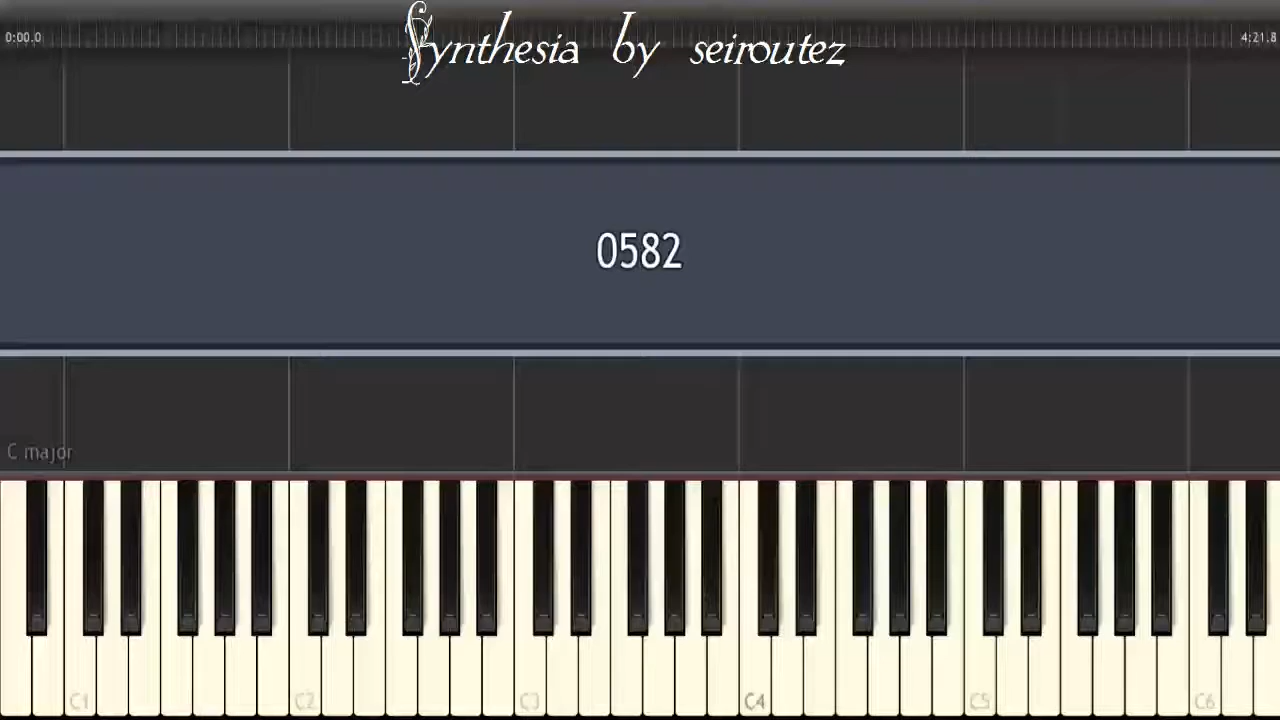 0:00.0
Synthesia by seiroutez
4:21.8
0582
C major
C1 C2 C3 C4 C5 C6